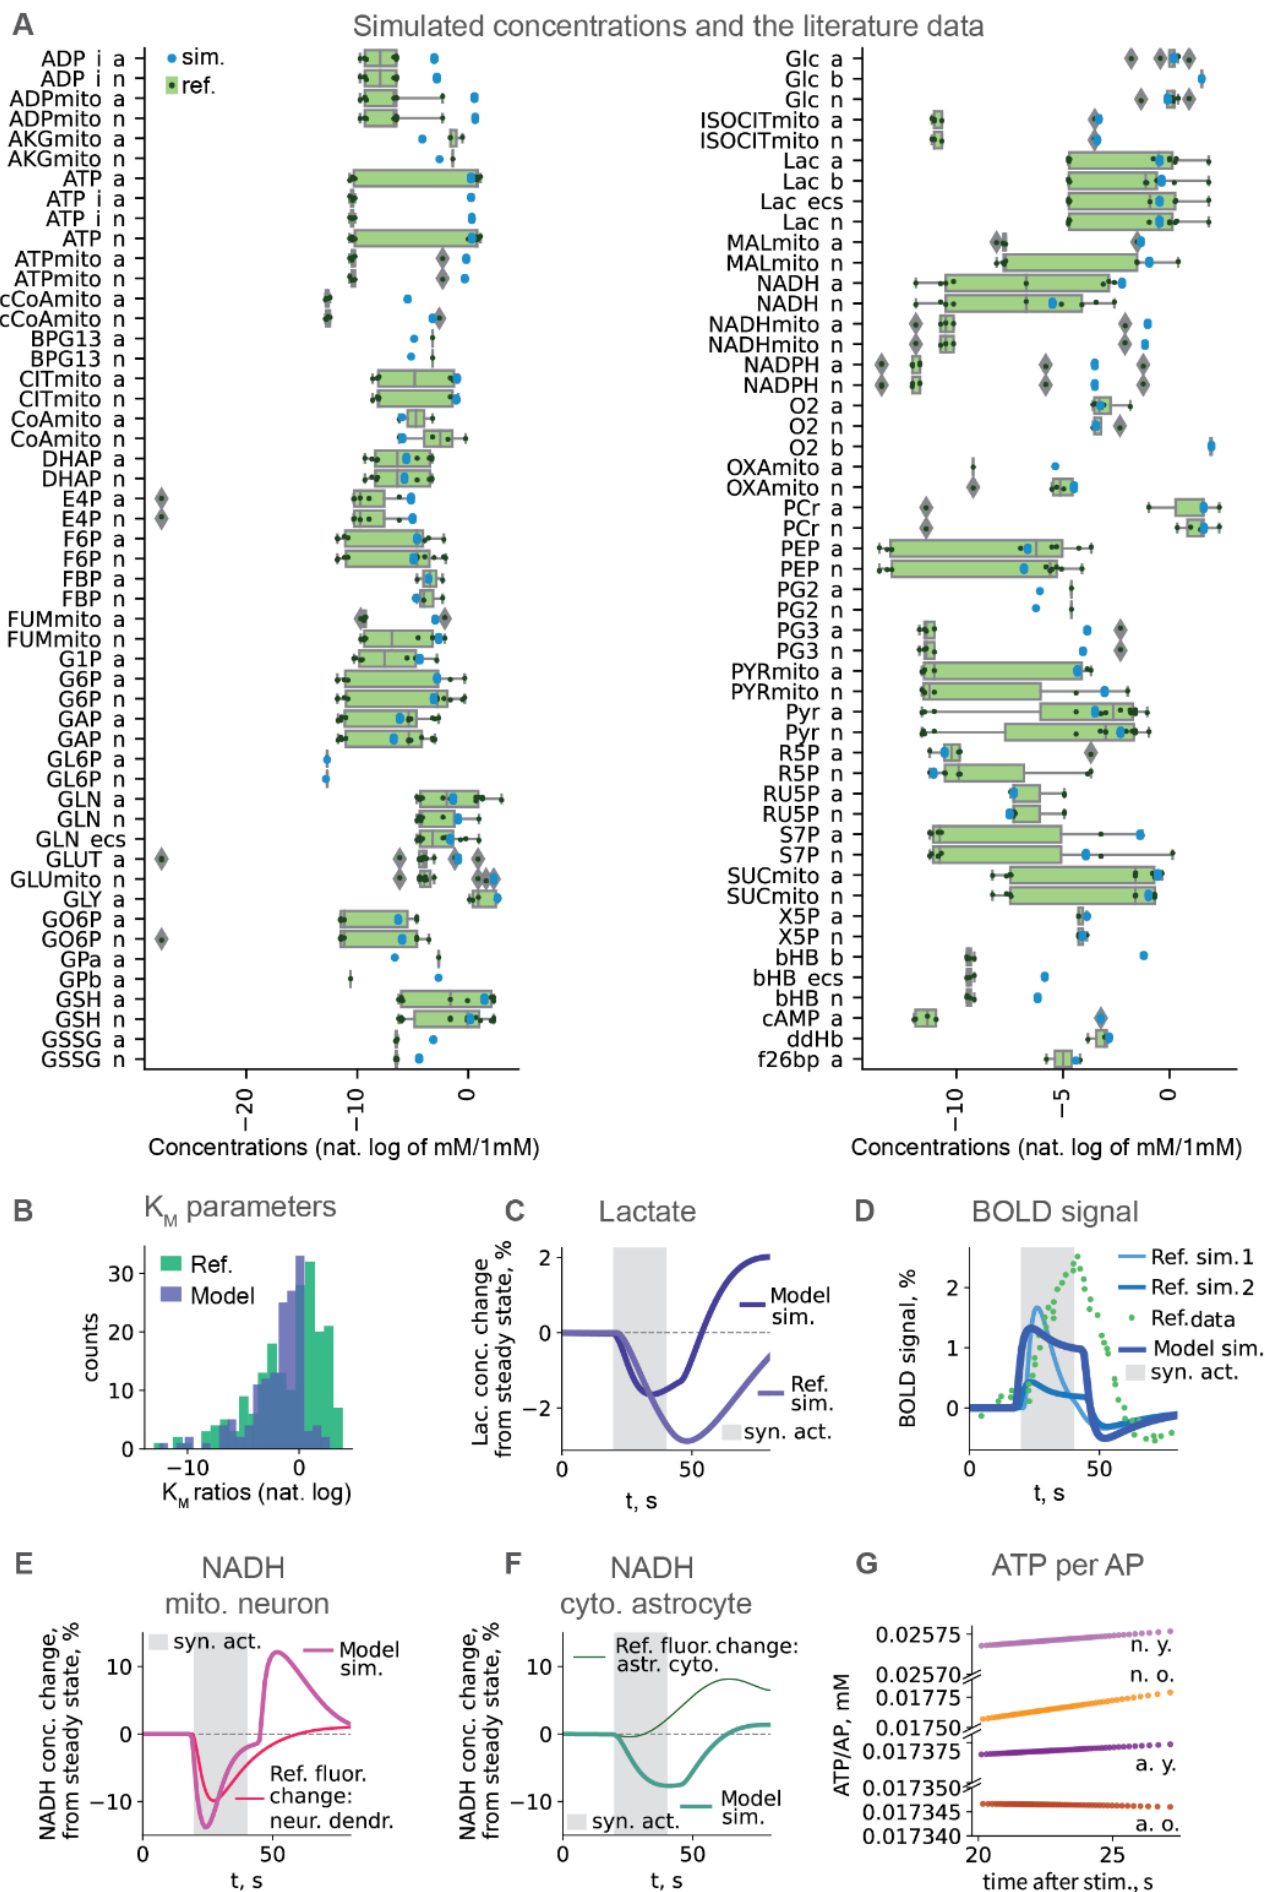 A
Simulated concentrations and the literature data
sim.
ref.
ADP i a
ADP i n
ADPmito a
ADPmito n
AKGmito a
AKGmito n
ATP a
ATP i a
ATP i n
ATP n
ATPmito a
ATPmito n
cCoAmito a
cCoAmito n
BPG13 a
BPG13 n
CITmito a
CITmito n
CoAmito a
CoAmito n
DHAP a
DHAP n
E4P a
E4P n
F6P a
F6P n
FBP a
FBP n
FUMmito a
FUMmito n
G1P a
G6P a
G6P n
GAP a
GAP n
GL6P a
GL6P n
GLN a
GLN n
GLN ecs
GLUT a
GLUmito n
GLY a
GO6P a
GO6P n
GPa a
GPb a
GSH a
GSH n
GSSG a
GSSG n
−20
−10
0
Concentrations (nat. log of mM/1mM)
Glc a
Glc b
Glc n
ISOCITmito a
ISOCITmito n
Lac a
Lac b
Lac ecs
Lac n
MALmito a
MALmito n
NADH a
NADH n
NADHmito a
NADHmito n
NADPH a
NADPH n
O2 a
O2 n
O2 b
OXAmito a
OXAmito n
PCr a
PCr n
PEP a
PEP n
PG2 a
PG2 n
PG3 a
PG3 n
PYRmito a
PYRmito n
Pyr a
Pyr n
R5P a
R5P n
RU5P a
RU5P n
S7P a
S7P n
SUCmito a
SUCmito n
X5P a
X5P n
bHB b
bHB ecs
bHB n
cAMP a
ddHb
f26bp a
−10
−5
0
Concentrations (nat. log of mM/1mM)
B
K_M parameters
Ref.
Model
counts
30
20
10
0
−10
0
K_M ratios (nat. log)
C
Lactate
Lac. conc. change
from steady state, %
2
0
−2
Model
sim.
Ref.
sim.
syn. act.
0
50
t, s
D
BOLD signal
BOLD signal, %
2
1
0
Ref. sim.1
Ref. sim.2
Ref.data
Model sim.
syn. act.
0
50
t, s
E
NADH
mito. neuron
NADH conc. change,
from steady state, %
10
0
−10
syn. act.
Model
sim.
Ref. fluor.
change:
neur. dendr.
0
50
t, s
F
NADH
cyto. astrocyte
NADH conc. change,
from steady state, %
10
0
−10
Ref. fluor.change:
astr. cyto.
Model
sim.
syn. act.
0
50
t, s
G
ATP per AP
ATP/AP, mM
0.02575
0.02570
0.01775
0.01750
0.017375
0.017350
0.017345
0.017340
n. y.
n. o.
a. y.
a. o.
20
25
time after stim., s